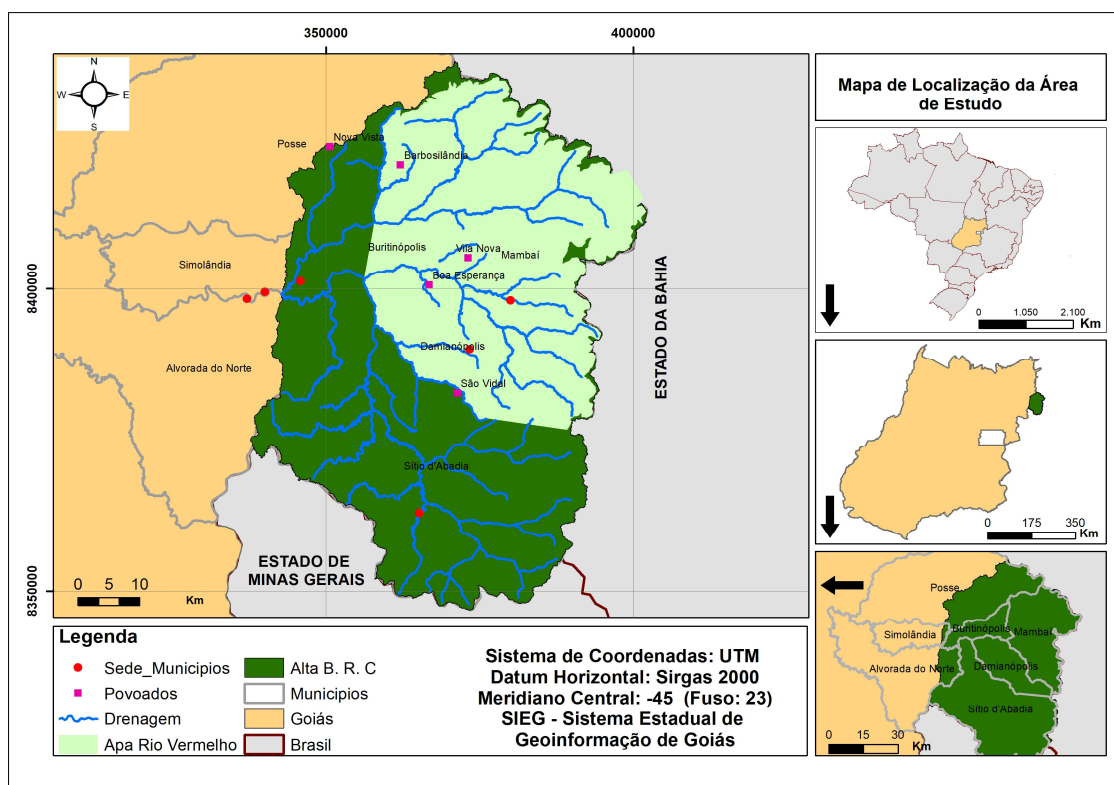 350000
400000
N
W
E
S
Nova Vista
Posse
Barbosilândia
Buritinópolis
Vila Nova
Mambaí
Simolândia
Boa Esperança
8400000
Damianópolis
Alvorada do Norte
São Vidal
ESTADO DA BAHIA
Sítio d'Abadia
ESTADO DE
MINAS GERAIS
0 5 10
Km
8350000
Legenda
Sede_Municipios
Povoados
Drenagem
Apa Rio Vermelho
Alta B. R. C
Municipios
Goiás
Brasil
Sistema de Coordenadas: UTM
Datum Horizontal: Sirgas 2000
Meridiano Central: -45 (Fuso: 23)
SIEG - Sistema Estadual de
Geoinformação de Goiás
Mapa de Localização da Área
de Estudo
0 1.050 2.100
Km
0 175 350
Km
Posse
Buritinópolis
Simolândia
Mambaí
Alvorada do Norte
Damianópolis
Sítio d'Abadia
0 15 30
Km